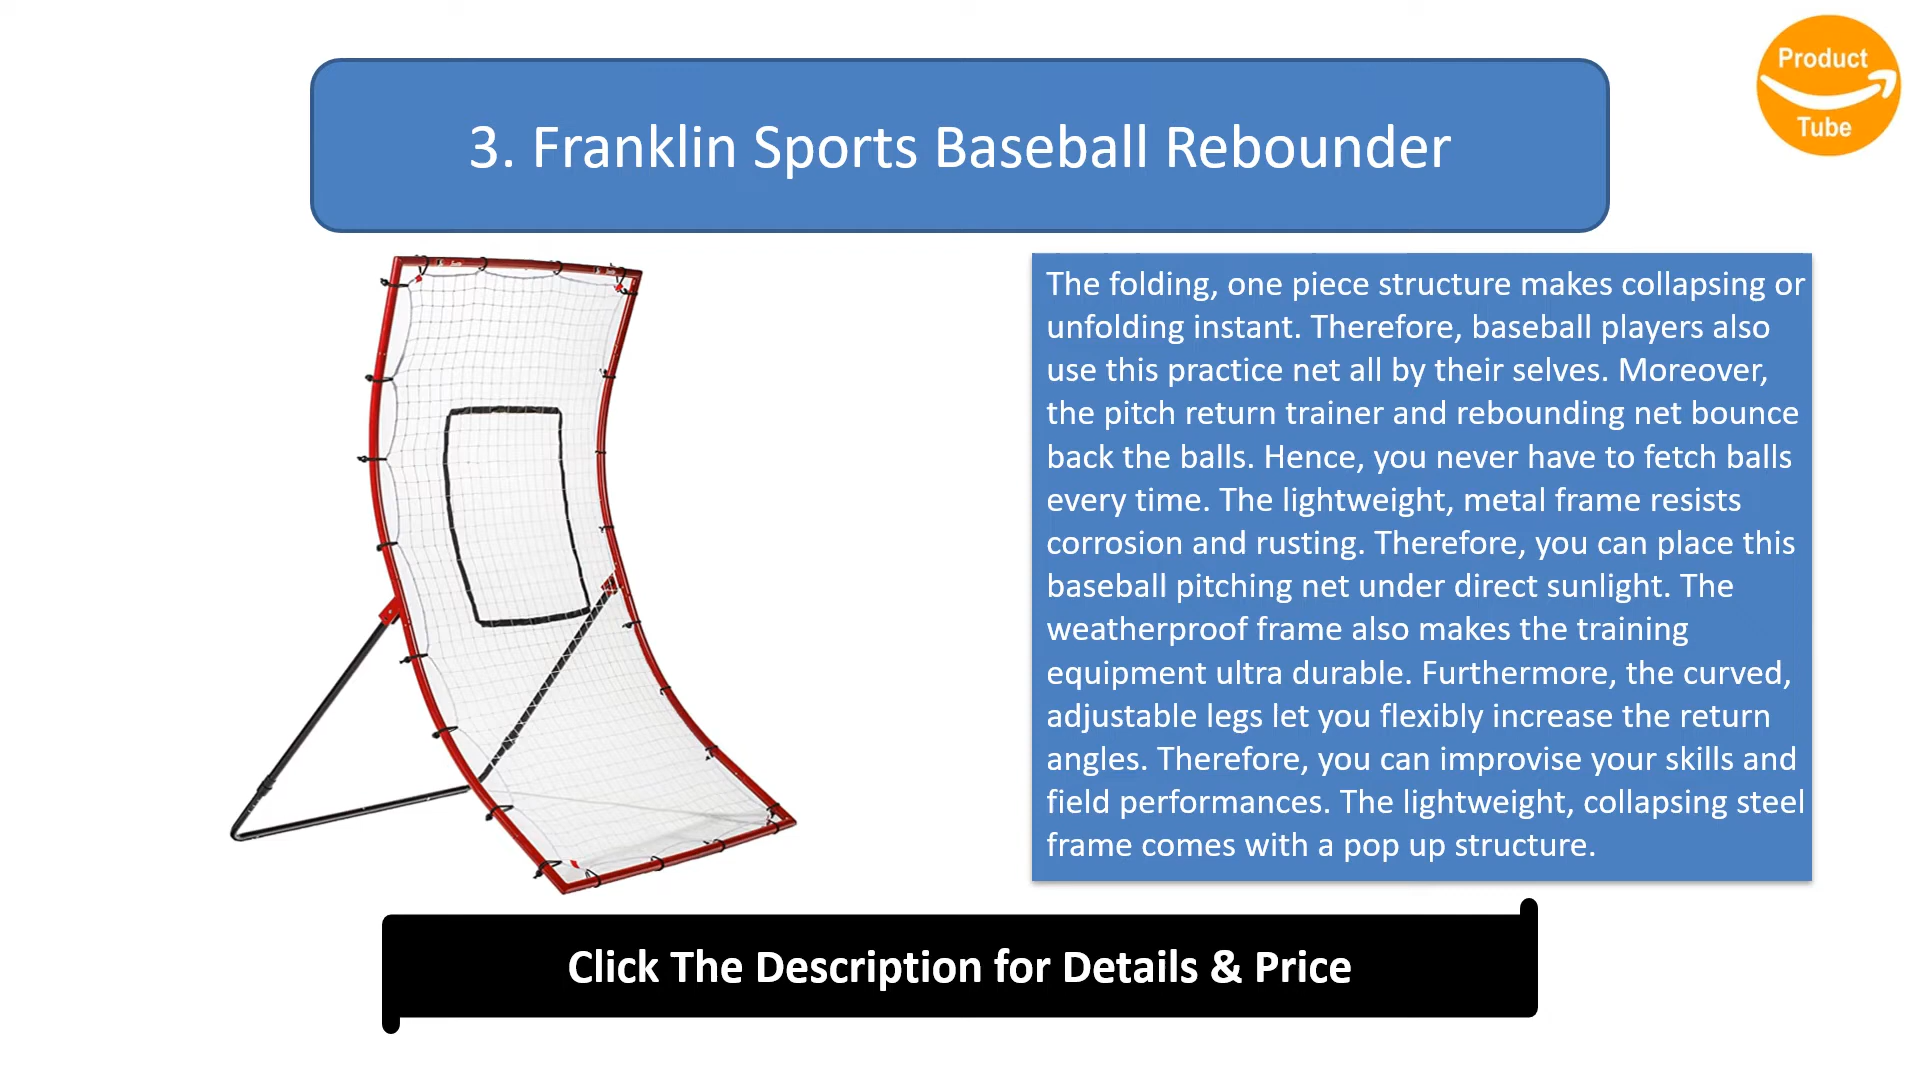 Product
Tube
3. Franklin Sports Baseball Rebounder
The folding, one piece structure makes collapsing or
unfolding instant. Therefore, baseball players also
use this practice net all by their selves. Moreover,
the pitch return trainer and rebounding net bounce
back the balls. Hence, you never have to fetch balls
every time. The lightweight, metal frame resists
corrosion and rusting. Therefore, you can place this
baseball pitching net under direct sunlight. The
weatherproof frame also makes the training
equipment ultra durable. Furthermore, the curved,
adjustable legs let you flexibly increase the return
angles. Therefore, you can improvise your skills and
field performances. The lightweight, collapsing steel
frame comes with a pop up structure.
Click The Description for Details & Price